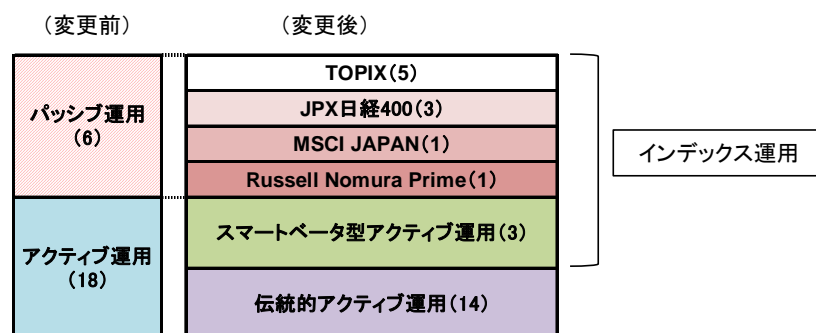 （変更前）
（変更後）
パッシブ運用
（6）
アクティブ運用
（18）
TOPIX（5）
JPX日経400（3）
MSCI JAPAN（1）
Russell Nomura Prime（1）
スマートベータ型アクティブ運用（3）
伝統的アクティブ運用（14）
インデックス運用